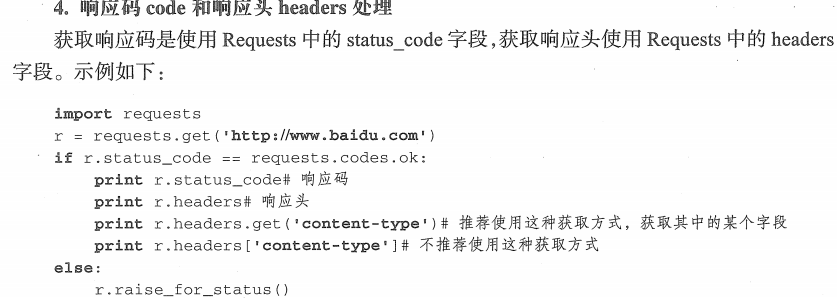 4. 响应码 code 和响应头 headers 处理
获取响应码是使用 Requests 中的 status_code 字段,获取响应头使用 Requests 中的 headers
字段。示例如下:
import requests
r = requests.get('http://www.baidu.com')
if r.status_code == requests.codes.ok:
    print r.status_code# 响应码
    print r.headers# 响应头
    print r.headers.get('content-type')# 推荐使用这种获取方式，获取其中的某个字段
    print r.headers['content-type']# 不推荐使用这种获取方式
else:
    r.raise_for_status()